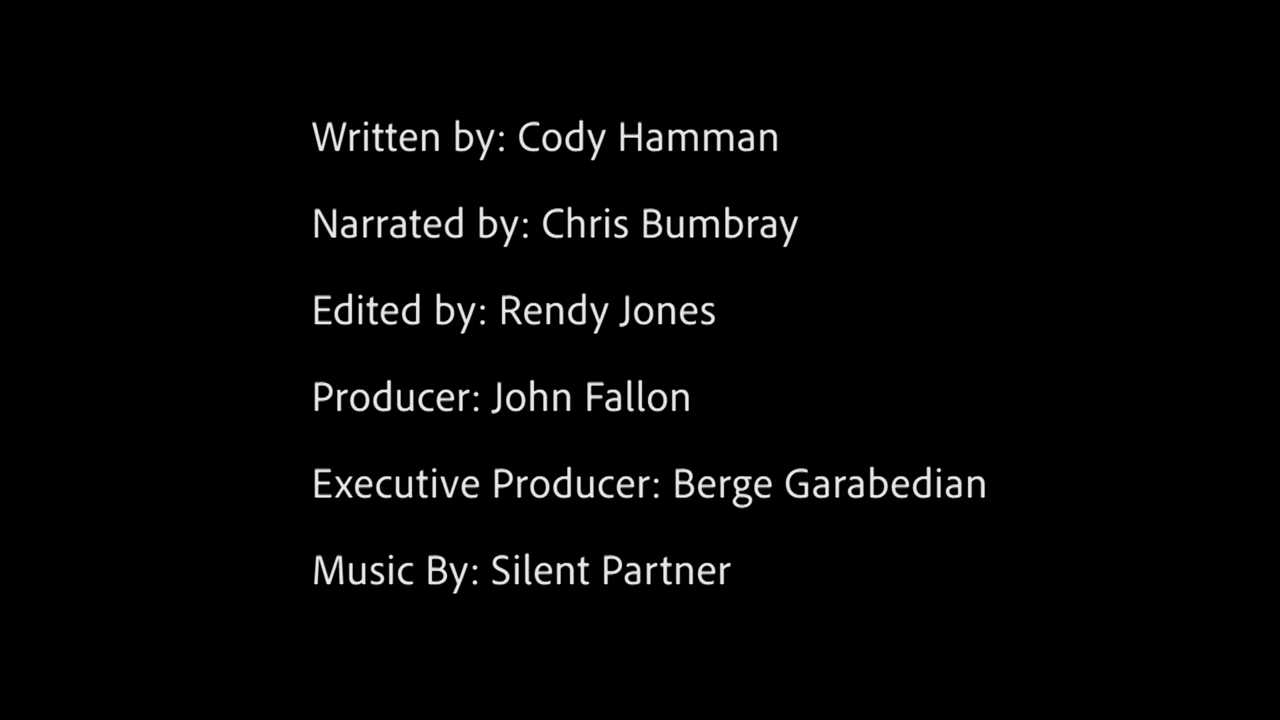 Written by: Cody Hamman
Narrated by: Chris Bumbray
Edited by: Rendy Jones
Producer: John Fallon
Executive Producer: Berge Garabedian
Music By: Silent Partner